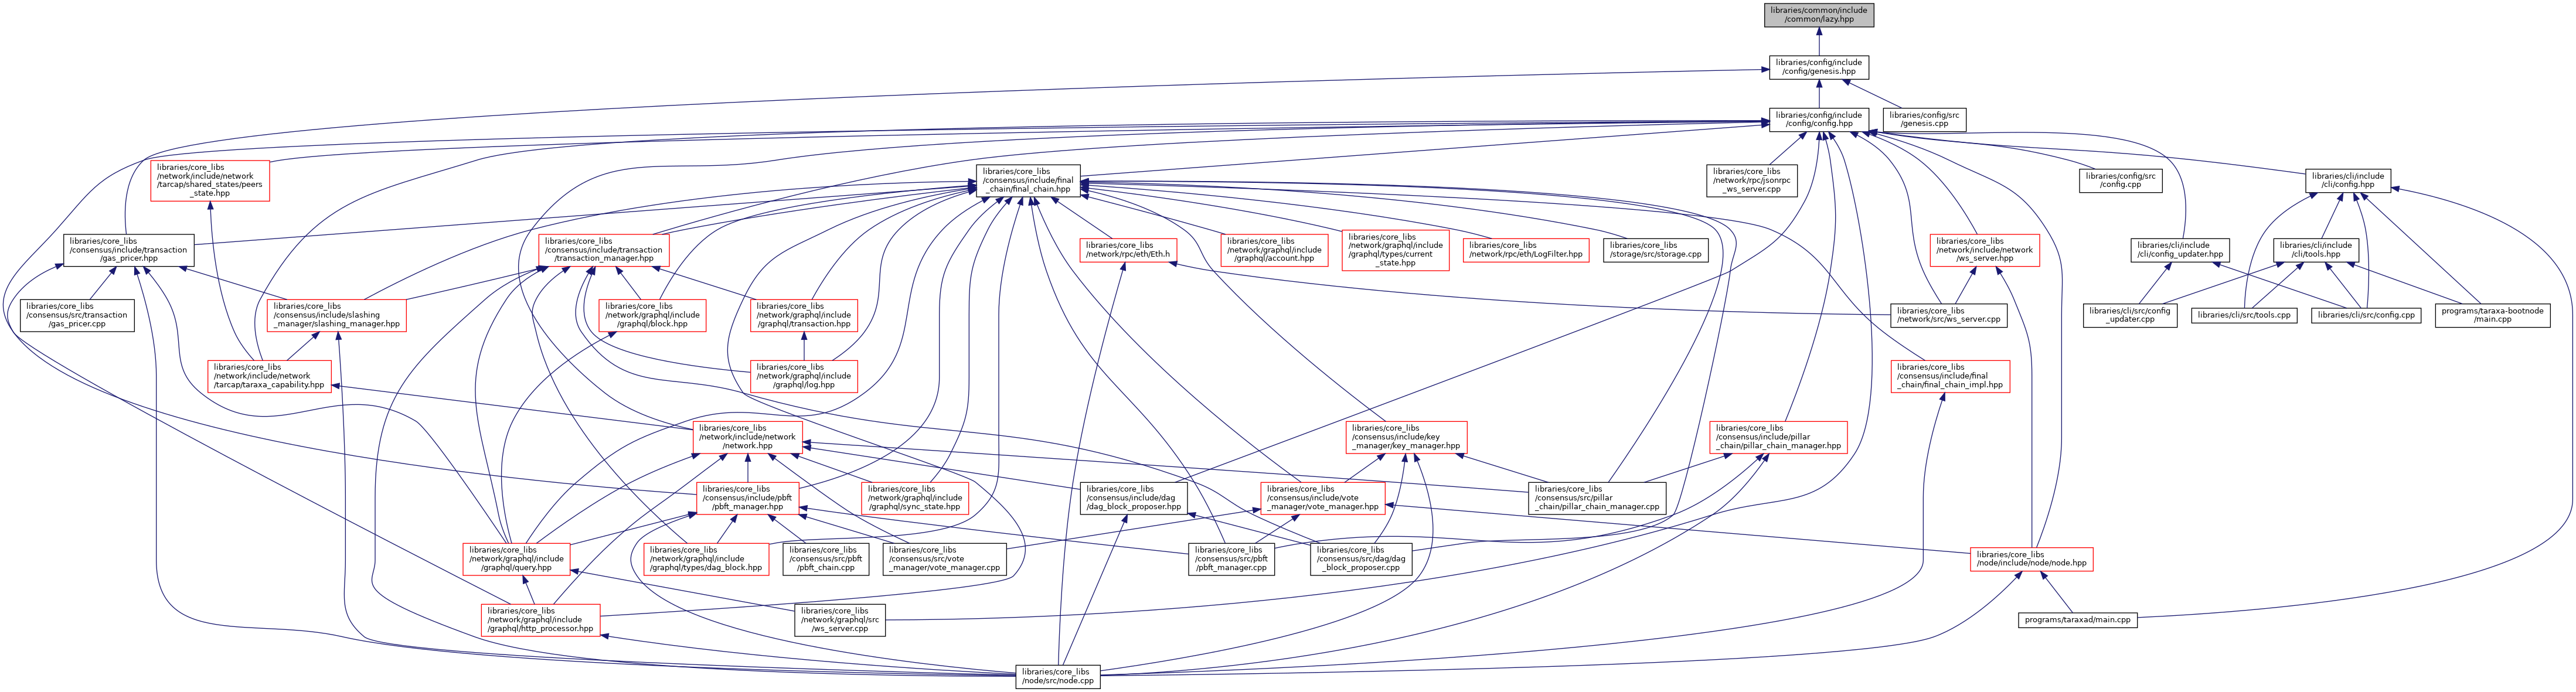 libraries/common/include
/common/lazy.hpp
libraries/config/include
/config/genesis.hpp
libraries/config/include
/config/config.hpp
libraries/config/src
/genesis.cpp
libraries/core_libs
/network/include/network
/tarcap/shared_states/peers
_state.hpp
libraries/core_libs
/consensus/include/final
_chain/final_chain.hpp
libraries/core_libs
/network/rpc/jsonrpc
_ws_server.cpp
libraries/config/src
/config.cpp
libraries/cli/include
/cli/config.hpp
libraries/core_libs
/consensus/include/transaction
/gas_pricer.hpp
libraries/core_libs
/consensus/include/transaction
/transaction_manager.hpp
libraries/core_libs
/network/rpc/eth/Eth.h
libraries/core_libs
/network/graphql/include
/graphql/account.hpp
libraries/core_libs
/network/graphql/include
/graphql/types/current
_state.hpp
libraries/core_libs
/network/rpc/eth/LogFilter.hpp
libraries/core_libs
/storage/src/storage.cpp
libraries/core_libs
/network/include/network
/ws_server.hpp
libraries/cli/include
/cli/config_updater.hpp
libraries/cli/include
/cli/tools.hpp
libraries/core_libs
/consensus/src/transaction
/gas_pricer.cpp
libraries/core_libs
/consensus/include/slashing
_manager/slashing_manager.hpp
libraries/core_libs
/network/graphql/include
/graphql/block.hpp
libraries/core_libs
/network/graphql/include
/graphql/transaction.hpp
libraries/core_libs
/network/src/ws_server.cpp
libraries/cli/src/config
_updater.cpp
libraries/cli/src/tools.cpp
libraries/cli/src/config.cpp
programs/taraxa-bootnode
/main.cpp
libraries/core_libs
/network/include/network
/tarcap/taraxa_capability.hpp
libraries/core_libs
/network/graphql/include
/graphql/log.hpp
libraries/core_libs
/consensus/include/final
_chain/final_chain_impl.hpp
libraries/core_libs
/network/include/network
/network.hpp
libraries/core_libs
/consensus/include/key
_manager/key_manager.hpp
libraries/core_libs
/consensus/include/pillar
_chain/pillar_chain_manager.hpp
libraries/core_libs
/consensus/include/pbft
/pbft_manager.hpp
libraries/core_libs
/network/graphql/include
/graphql/sync_state.hpp
libraries/core_libs
/consensus/include/dag
/dag_block_proposer.hpp
libraries/core_libs
/consensus/include/vote
_manager/vote_manager.hpp
libraries/core_libs
/consensus/src/pillar
_chain/pillar_chain_manager.cpp
libraries/core_libs
/network/graphql/include
/graphql/query.hpp
libraries/core_libs
/network/graphql/include
/graphql/types/dag_block.hpp
libraries/core_libs
/consensus/src/pbft
/pbft_chain.cpp
libraries/core_libs
/consensus/src/vote
_manager/vote_manager.cpp
libraries/core_libs
/consensus/src/pbft
/pbft_manager.cpp
libraries/core_libs
/consensus/src/dag/dag
_block_proposer.cpp
libraries/core_libs
/node/include/node/node.hpp
libraries/core_libs
/network/graphql/include
/graphql/http_processor.hpp
libraries/core_libs
/network/graphql/src
/ws_server.cpp
programs/taraxad/main.cpp
libraries/core_libs
/node/src/node.cpp